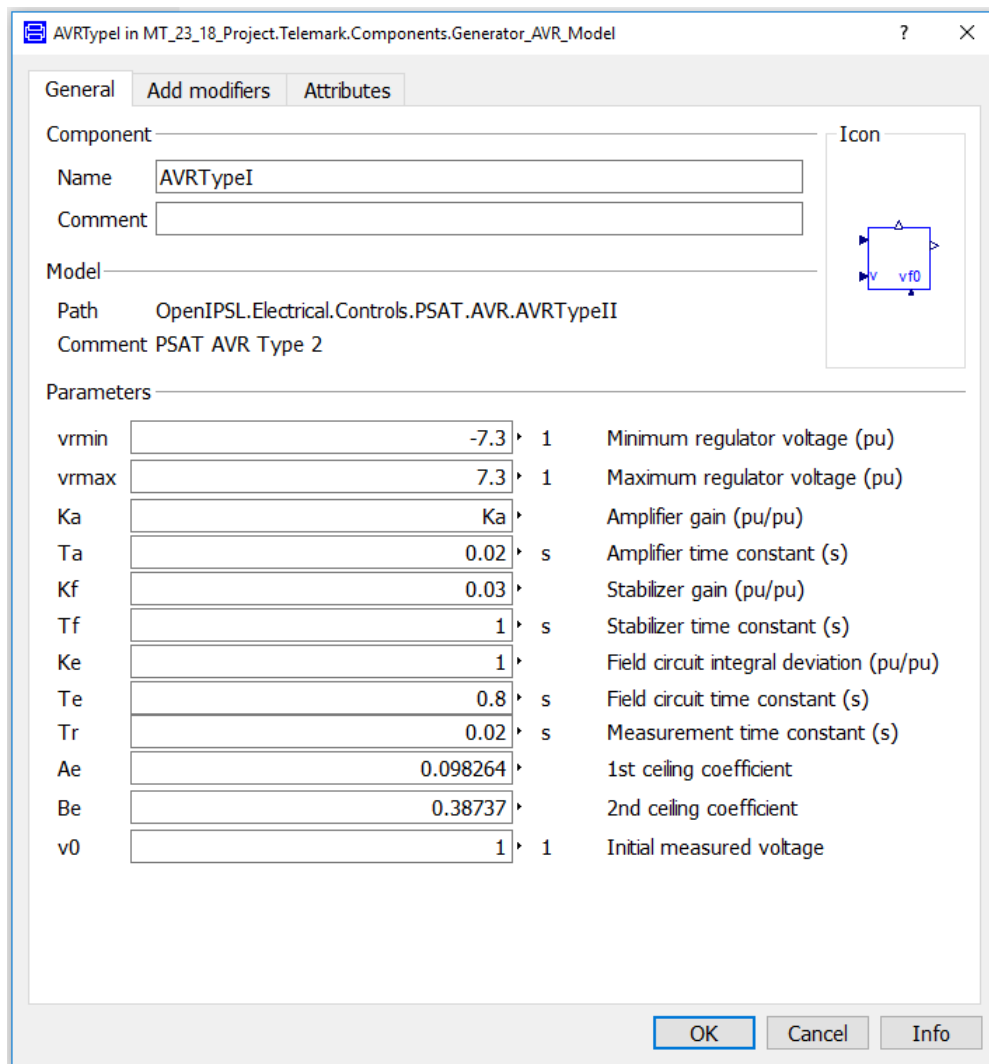 AVRTypeI in MT_23_18_Project.Telemark.Components.Generator_AVR_Model ? ×
General Add modifiers Attributes
Component Icon
Name AVRTypeI
Comment
v vf0
Model
Path OpenIPSL.Electrical.Controls.PSAT.AVR.AVRTypeII
Comment PSAT AVR Type 2
Parameters
vrmin -7.3 1 Minimum regulator voltage (pu)
vrmax 7.3 1 Maximum regulator voltage (pu)
Ka Ka Amplifier gain (pu/pu)
Ta 0.02 s Amplifier time constant (s)
Kf 0.03 Stabilizer gain (pu/pu)
Tf 1 s Stabilizer time constant (s)
Ke 1 Field circuit integral deviation (pu/pu)
Te 0.8 s Field circuit time constant (s)
Tr 0.02 s Measurement time constant (s)
Ae 0.098264 1st ceiling coefficient
Be 0.38737 2nd ceiling coefficient
v0 1 1 Initial measured voltage
OK Cancel Info